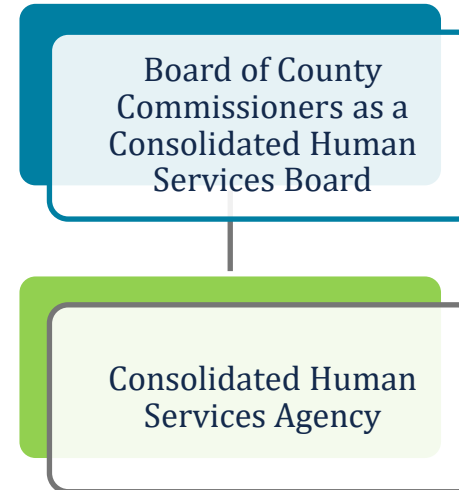 Board of County
Commissioners as a
Consolidated Human
Services Board
Consolidated Human
Services Agency